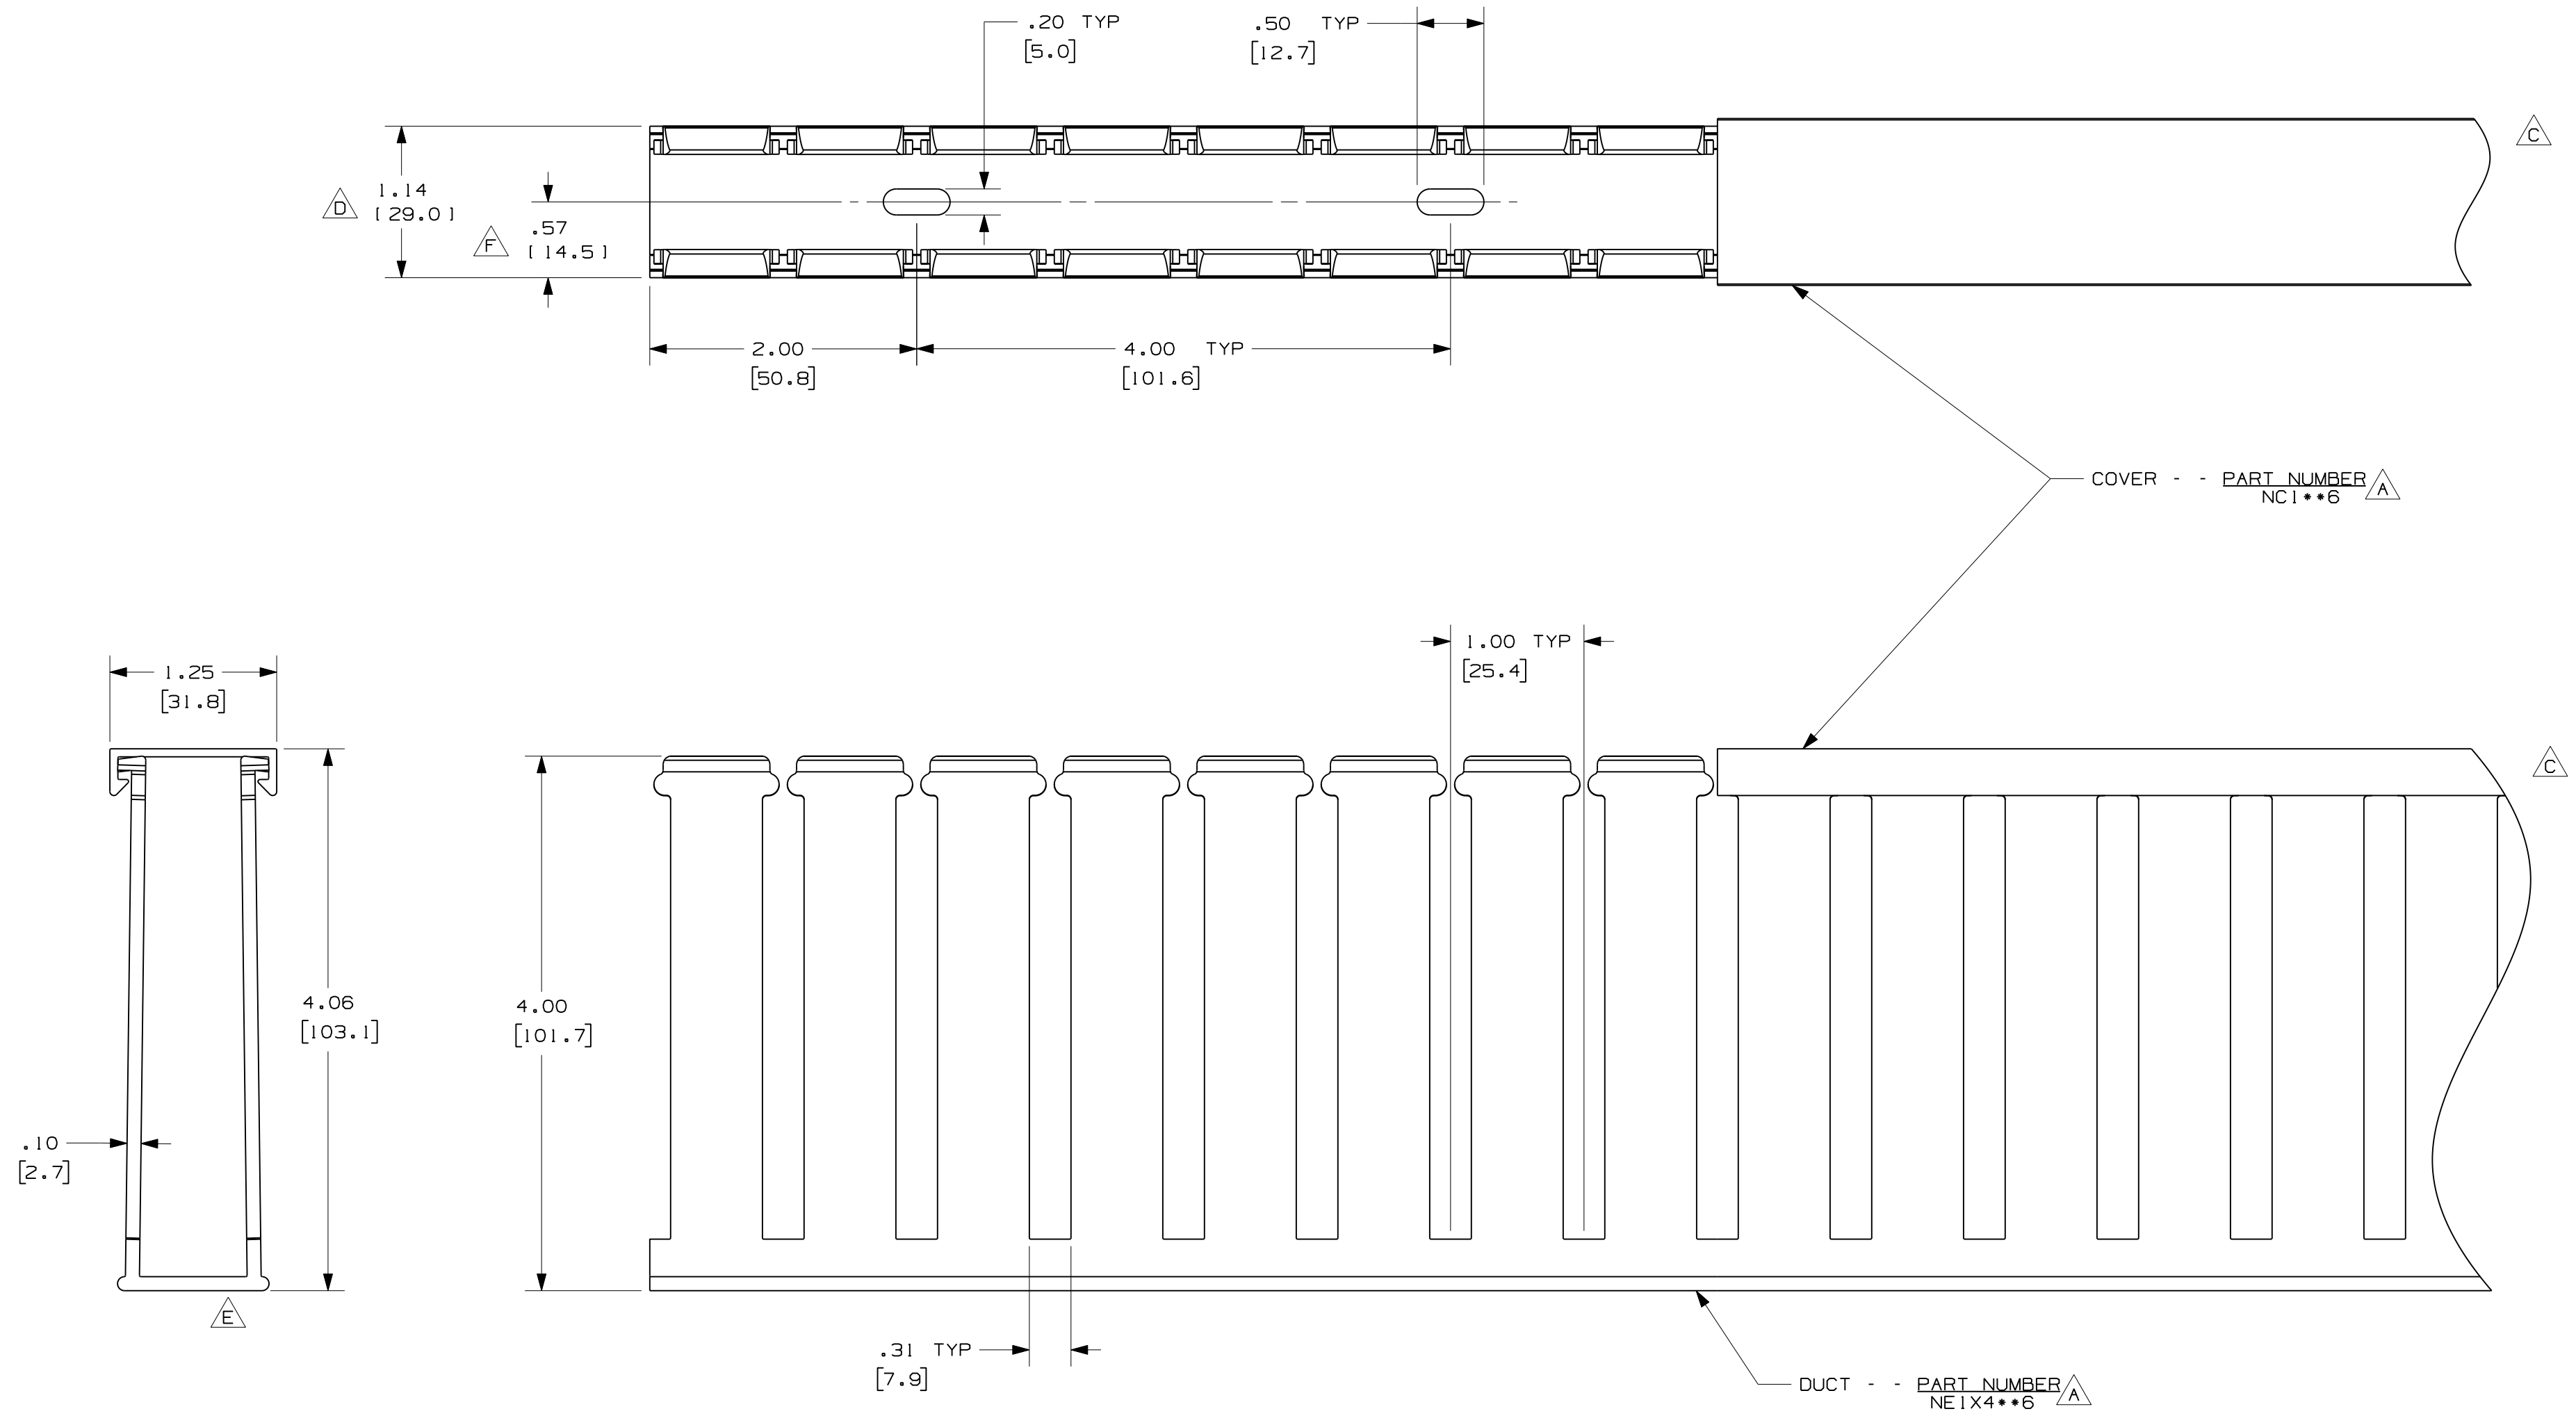 .20 TYP
[5.0]
.50 TYP
[12.7]
C
D
1.14
[29.0]
F
.57
[14.5]
2.00
[50.8]
4.00 TYP
[101.6]
COVER - - PART NUMBER A
NC1**6
1.00 TYP
[25.4]
1.25
[31.8]
C
4.06
[103.1]
4.00
[101.7]
.10
[2.7]
E
.31 TYP
[7.9]
DUCT - - PART NUMBER A
NE1X4**6